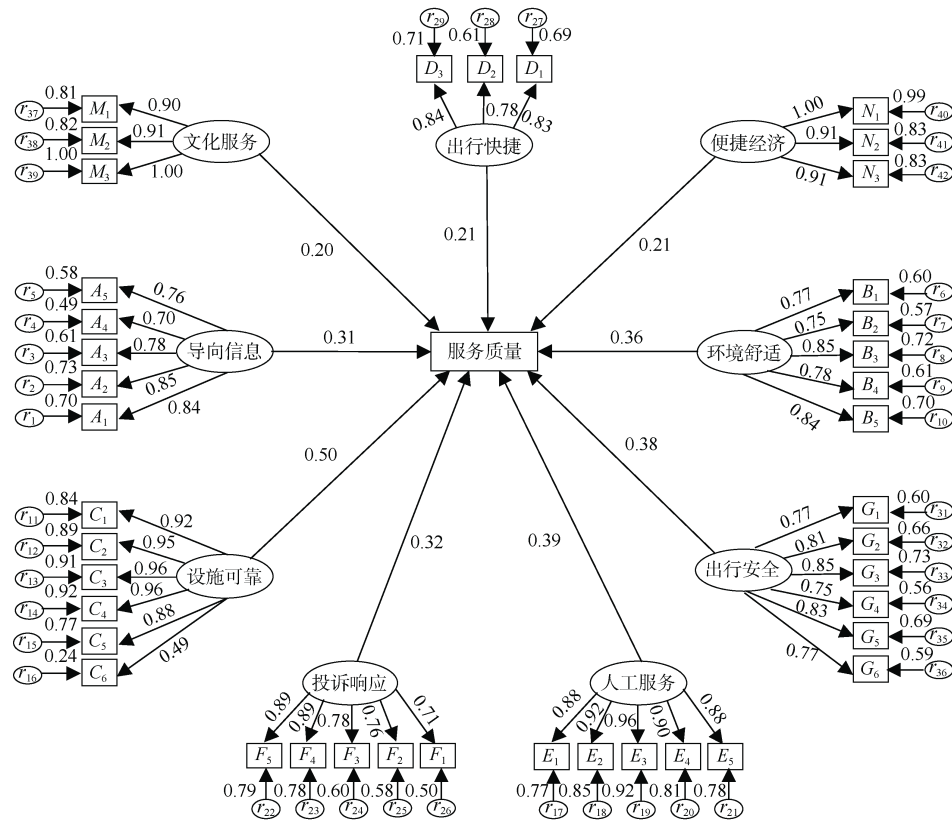 r29 r28 r27
0.71 0.61 0.69
D3 D2 D1
0.84 0.78 0.83
出行快捷
0.21
r37 0.81 M1 0.90
r38 0.82 M2 0.91
r39 1.00 M3 1.00
文化服务
0.20
1.00 N1 0.99 r40
0.91 N2 0.83 r41
0.91 N3 0.83 r42
便捷经济
0.21
r5 0.58 A5 0.76
r4 0.49 A4 0.70
r3 0.61 A3 0.78
r2 0.73 A2 0.85
r1 0.70 A1 0.84
导向信息
0.31
服务质量
0.36
环境舒适
0.77 B1 0.60 r6
0.75 B2 0.57 r7
0.85 B3 0.72 r8
0.78 B4 0.61 r9
0.84 B5 0.70 r10
r11 0.84 C1 0.92
r12 0.89 C2 0.95
r13 0.91 C3 0.96
r14 0.92 C4 0.96
r15 0.77 C5 0.88
r16 0.24 C6 0.49
设施可靠
0.50
0.38
出行安全
0.77 G1 0.60 r31
0.81 G2 0.66 r32
0.85 G3 0.73 r33
0.75 G4 0.56 r34
0.83 G5 0.69 r35
0.77 G6 0.59 r36
0.32
投诉响应
0.89 0.89 0.78 0.76 0.71
F5 F4 F3 F2 F1
0.79 0.78 0.60 0.58 0.50
r22 r23 r24 r25 r26
0.39
人工服务
0.88 0.92 0.96 0.90 0.88
E1 E2 E3 E4 E5
0.77 0.85 0.92 0.81 0.78
r17 r18 r19 r20 r21